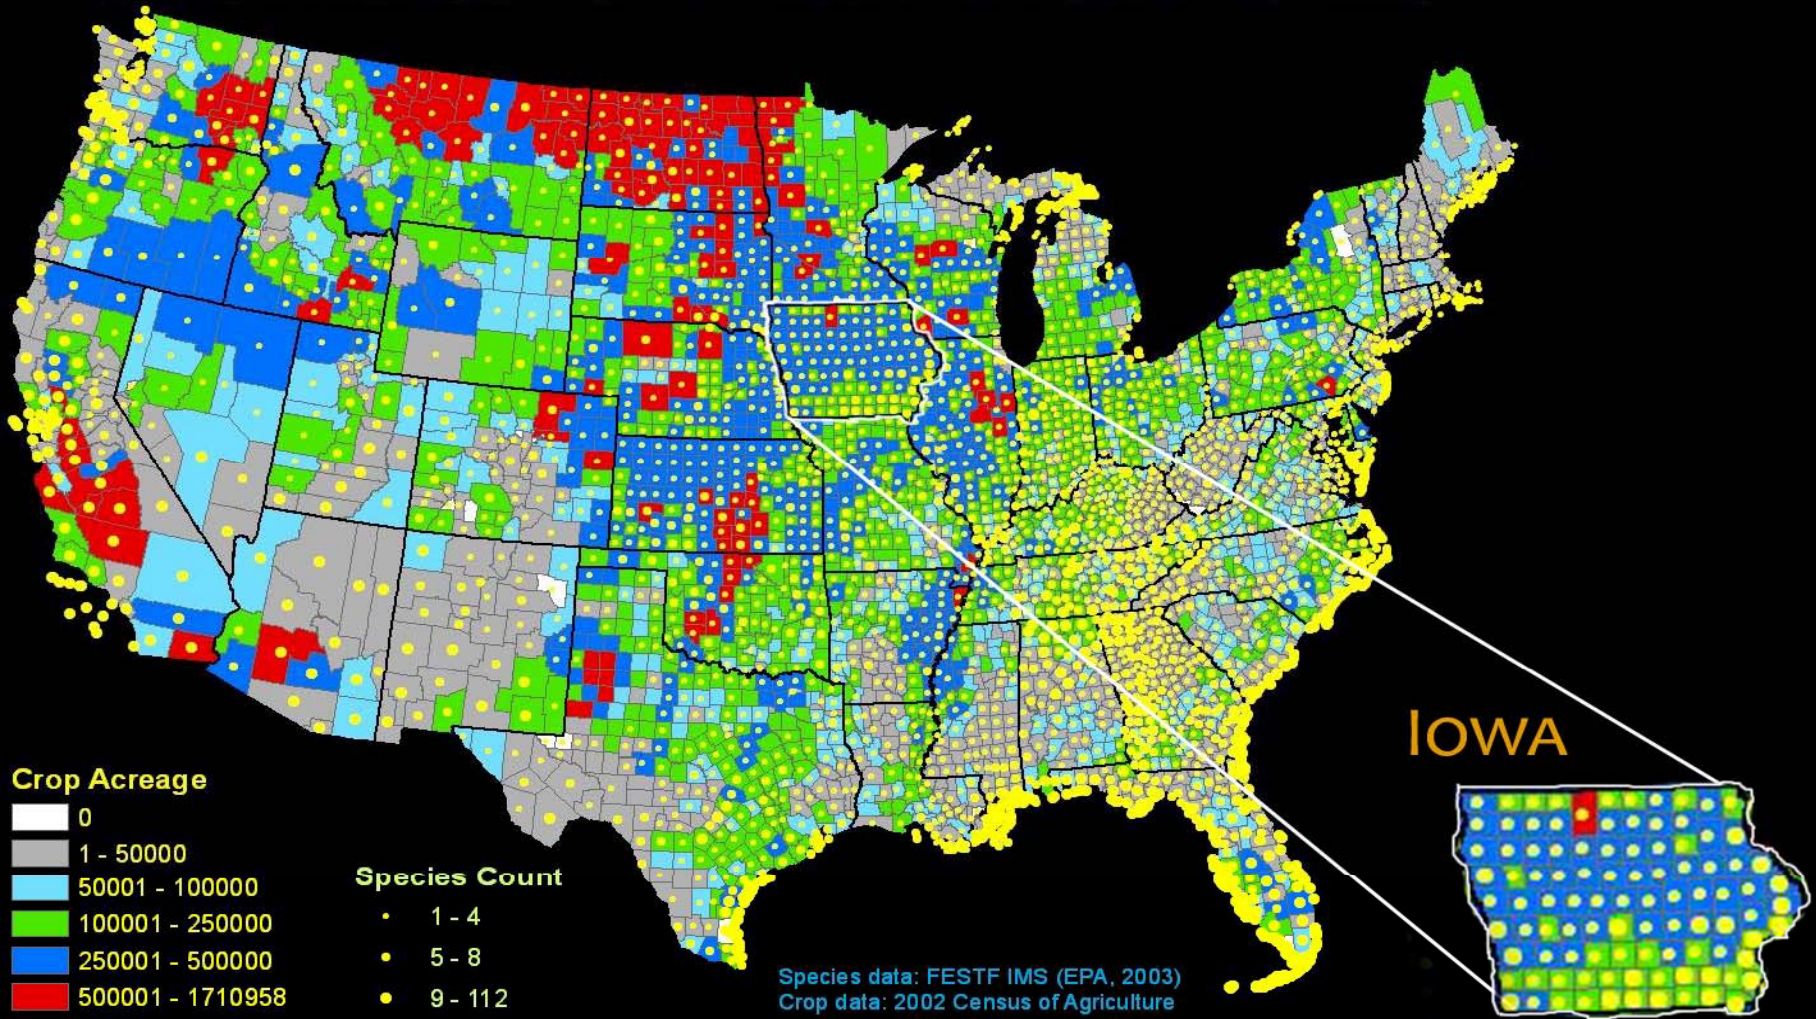 IOWA
Crop Acreage
0
1 - 50000
50001 - 100000
100001 - 250000
250001 - 500000
500001 - 1710958
Species Count
1 - 4
5 - 8
9 - 112
Species data: FESTF IMS (EPA, 2003)
Crop data: 2002 Census of Agriculture